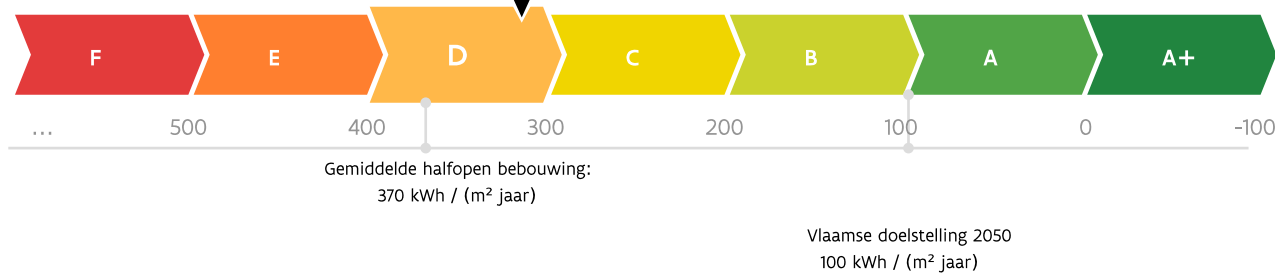 F E D C B A A+
... 500 400 300 200 100 0 -100
Gemiddelde halfopen bebouwing:
370 kWh / (m² jaar)
Vlaamse doelstelling 2050
100 kWh / (m² jaar)